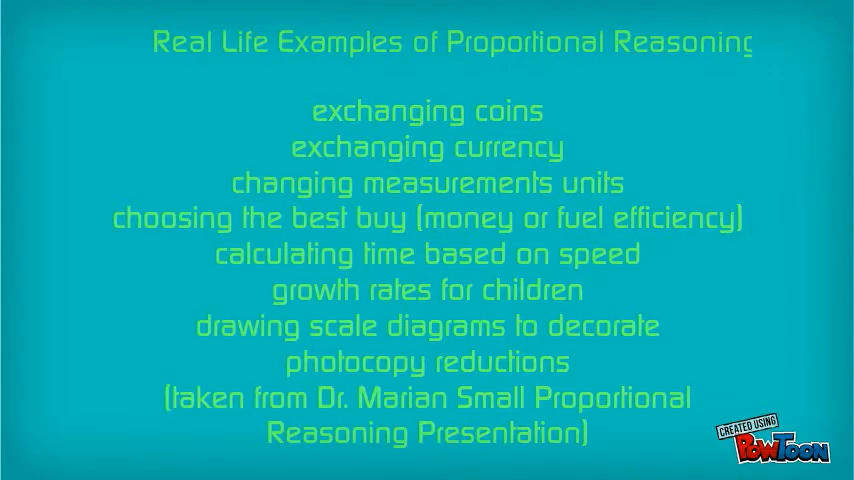 Real Life Examples of Proportional Reasoning
exchanging coins
exchanging currency
changing measurements units
choosing the best buy (money or fuel efficiency)
calculating time based on speed
growth rates for children
drawing scale diagrams to decorate
photocopy reductions
(taken from Dr. Marian Small Proportional
Reasoning Presentation)
CREATED USING
POWTOON